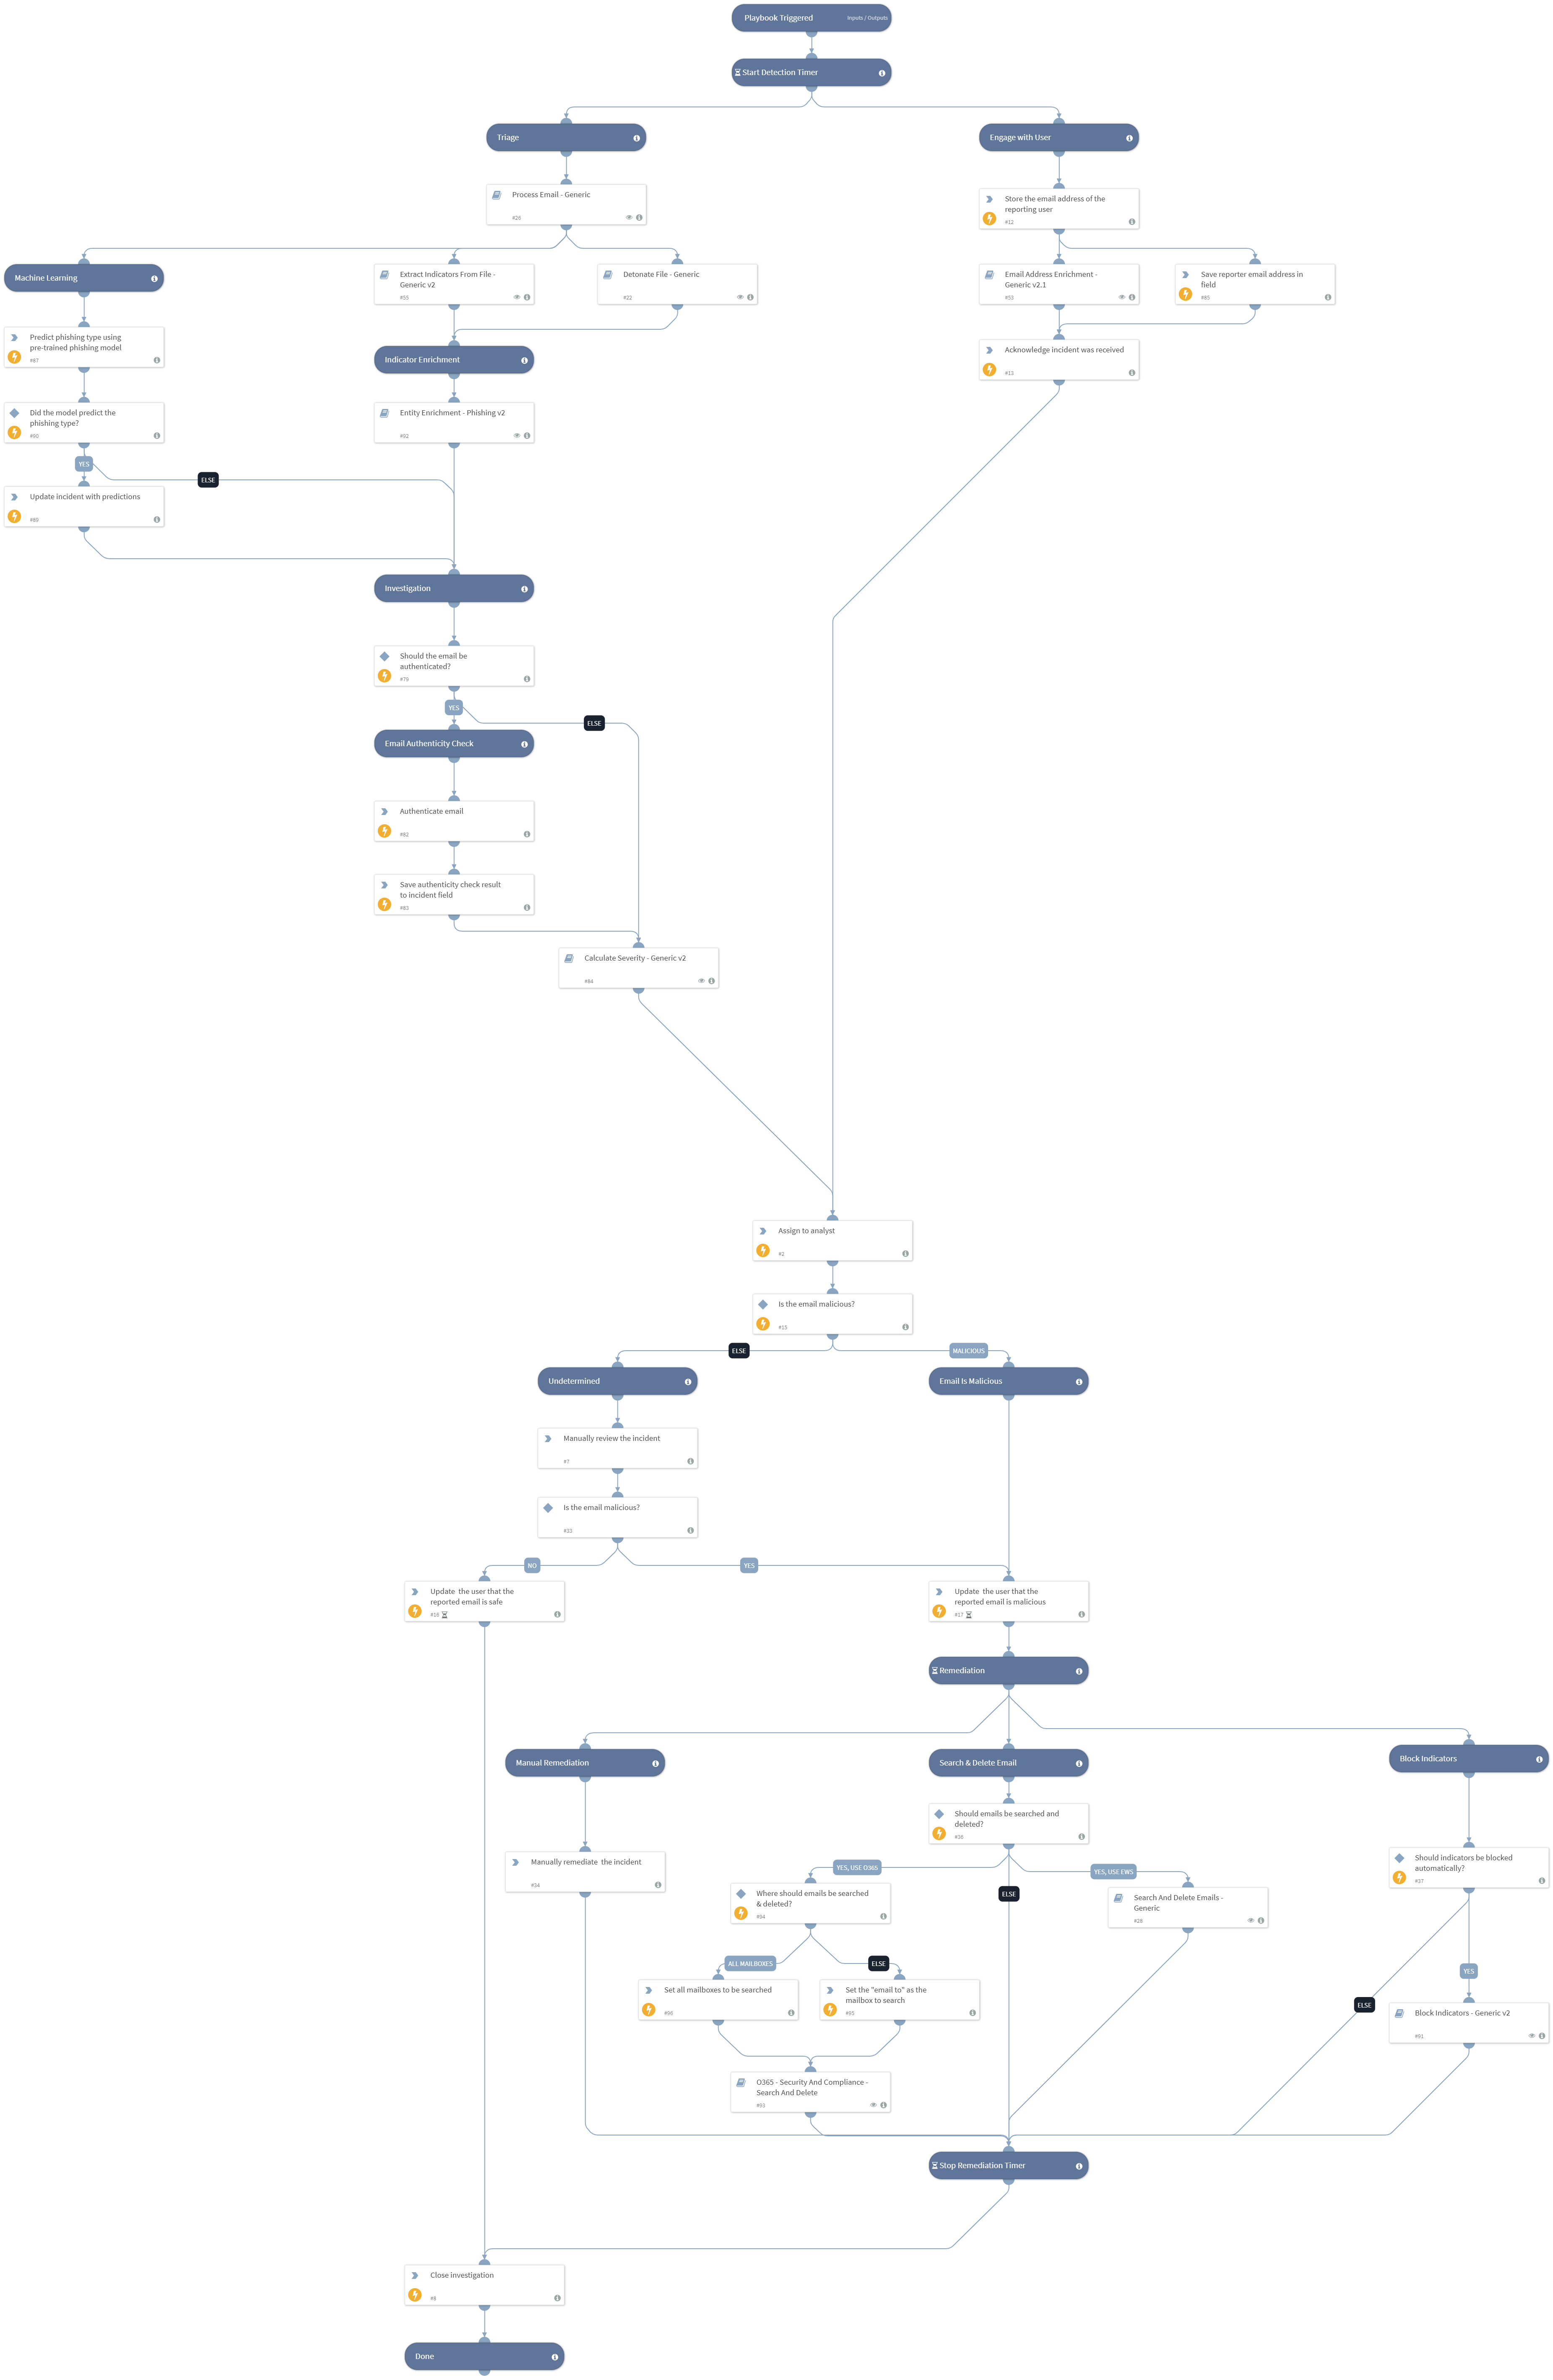 Playbook Triggered
Inputs / Outputs
Start Detection Timer
Triage
Engage with User
Process Email - Generic
#26
Store the email address of the
reporting user
#12
Machine Learning
Extract Indicators From File -
Generic v2
#55
Detonate File - Generic
#22
Email Address Enrichment -
Generic v2.1
#53
Save reporter email address in
field
#85
Predict phishing type using
pre-trained phishing model
#87
Indicator Enrichment
Acknowledge incident was received
#13
Did the model predict the
phishing type?
#90
Entity Enrichment - Phishing v2
#92
YES
ELSE
Update incident with predictions
#89
Investigation
Should the email be
authenticated?
#79
YES
ELSE
Email Authenticity Check
Authenticate email
#82
Save authenticity check result
to incident field
#83
Calculate Severity - Generic v2
#84
Assign to analyst
#2
Is the email malicious?
#15
ELSE
MALICIOUS
Undetermined
Email Is Malicious
Manually review the incident
#7
Is the email malicious?
#33
NO
YES
Update the user that the
reported email is safe
#16
Update the user that the
reported email is malicious
#17
Remediation
Manual Remediation
Search & Delete Email
Block Indicators
Should emails be searched and
deleted?
Manually remediate the incident
#34
Should indicators be blocked
automatically?
#37
YES, USE O365
YES, USE EWS
ELSE
Where should emails be searched
& deleted?
#94
Search And Delete Emails -
Generic
#28
ALL MAILBOXES
ELSE
YES
Set all mailboxes to be searched
Set the "email to" as the
mailbox to search
#95
ELSE
Block Indicators - Generic v2
#91
O365 - Security And Compliance -
Search And Delete
#93
Stop Remediation Timer
Close investigation
Done